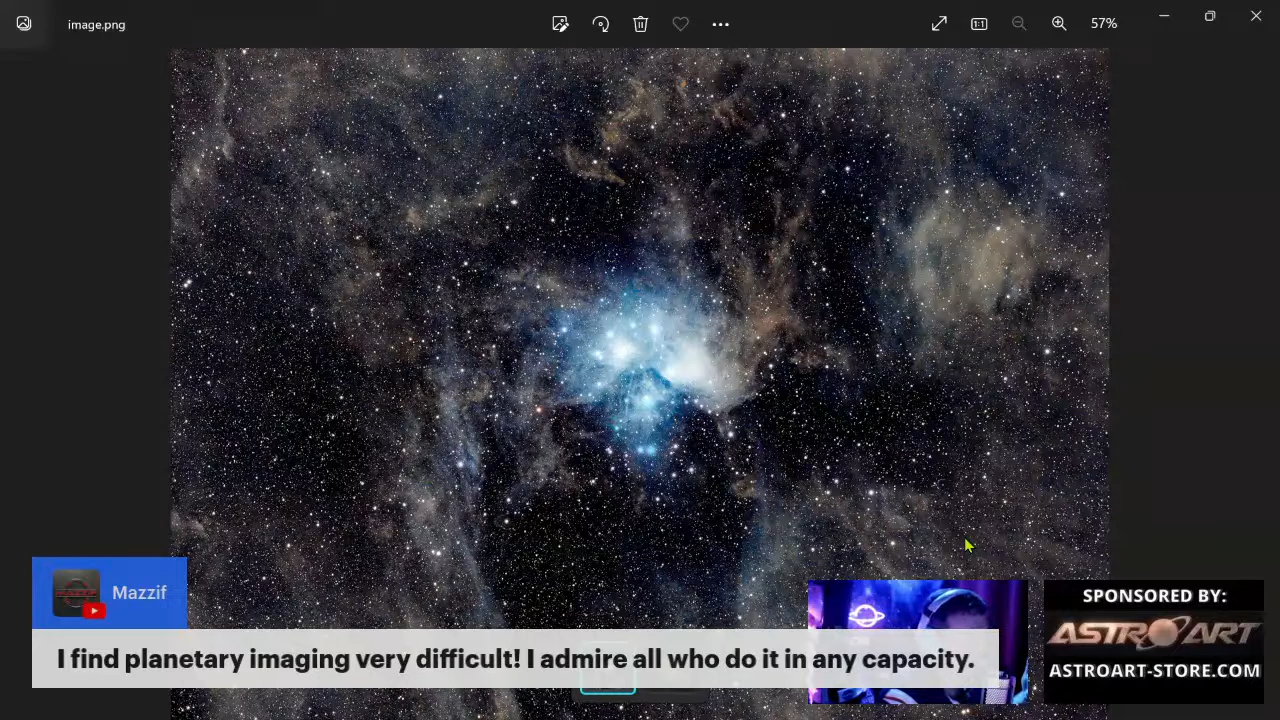 image.png
57%
Mazzif
I find planetary imaging very difficult! I admire all who do it in any capacity.
SPONSORED BY:
ASTROART
ASTROART-STORE.COM